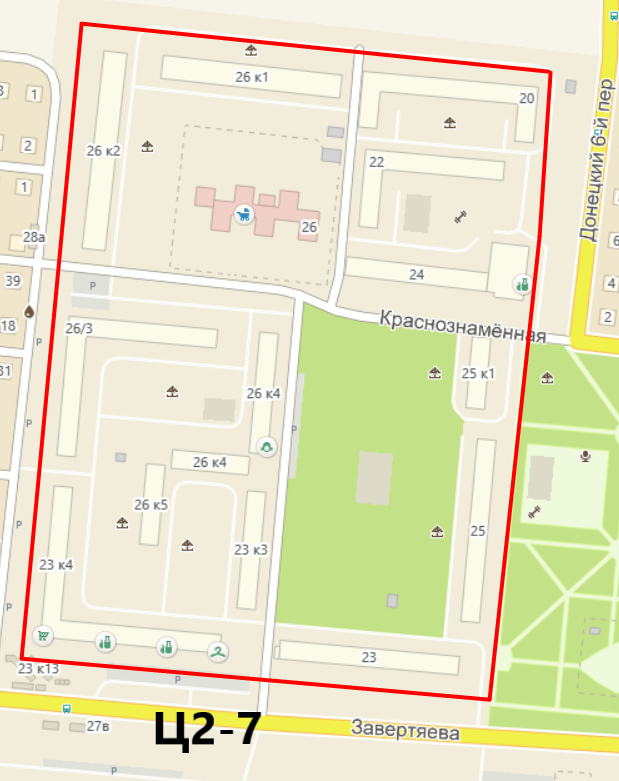 26 к1
20
1
26 к2
22
2
1
26
28а
24
39
Р
Краснознамённая
Донецкий 6-й пер
4
2
18
26/3
Р
25 к1
31
26 к4
Р
Р
26 к4
26 к5
25
Р
23 к3
23 к4
Р
23
23 к13
Р
27в
Ц2-7
Завертяева
Р